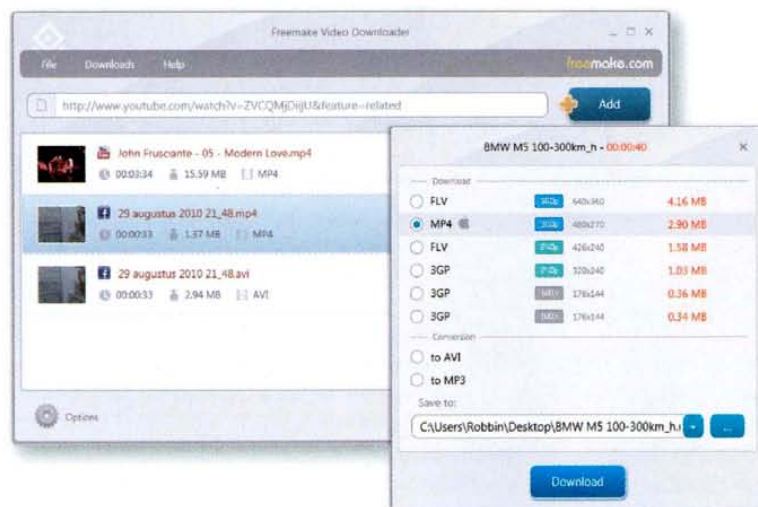 Freemake Video Downloader
File Downloads Help
freemake.com
http://www.youtube.com/watch?v=ZVCQMjDijjU&feature=related
Add
John Frusciante - 05 - Modern Love.mp4
00:03:34 15.59 MB MP4
29 augustus 2010 21_48.mp4
00:00:33 1.37 MB MP4
29 augustus 2010 21_48.avi
00:00:33 2.94 MB AVI
Options
BMW M5 100-300km_h - 00:00:40
Download
FLV 360p 640x360 4.16 MB
MP4 480x270 2.90 MB
FLV 240p 426x240 1.58 MB
3GP 240p 320x240 1.03 MB
3GP 176x144 0.36 MB
3GP 176x144 0.34 MB
Conversion
to AVI
to MP3
Save to:
C:\Users\Robbin\Desktop\BMW M5 100-300km_h.
...
Download